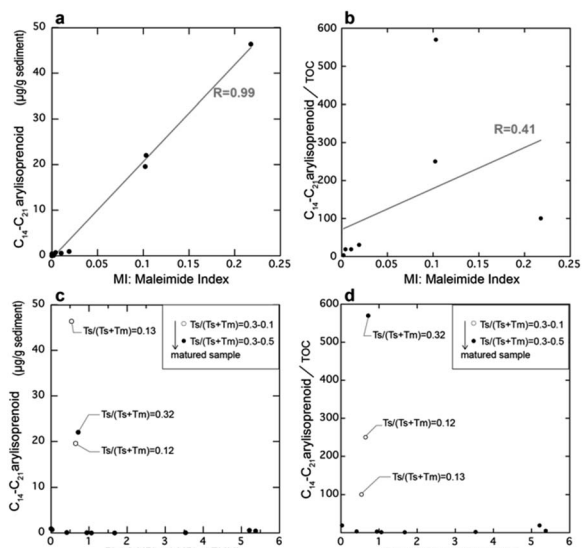 a
50
40
30
20
10
0
0
0.05
0.1
0.15
0.2
0.25
R=0.99
C14-C21 arylisoprenoid (µg/g sediment)
MI: Maleimide Index
b
600
500
400
300
200
100
0
0
0.05
0.1
0.15
0.2
0.25
R=0.41
C14-C21 arylisoprenoid / TOC
MI: Maleimide Index
c
50
40
30
20
10
0
0
1
2
3
4
5
6
Ts/(Ts+Tm)=0.13
Ts/(Ts+Tm)=0.3-0.1
Ts/(Ts+Tm)=0.3-0.5
matured sample
Ts/(Ts+Tm)=0.32
Ts/(Ts+Tm)=0.12
C14-C21 arylisoprenoid (µg/g sediment)
d
600
500
400
300
200
100
0
1
2
3
4
5
6
Ts/(Ts+Tm)=0.3-0.1
Ts/(Ts+Tm)=0.3-0.5
matured sample
Ts/(Ts+Tm)=0.32
Ts/(Ts+Tm)=0.12
Ts/(Ts+Tm)=0.13
C14-C21 arylisoprenoid / TOC